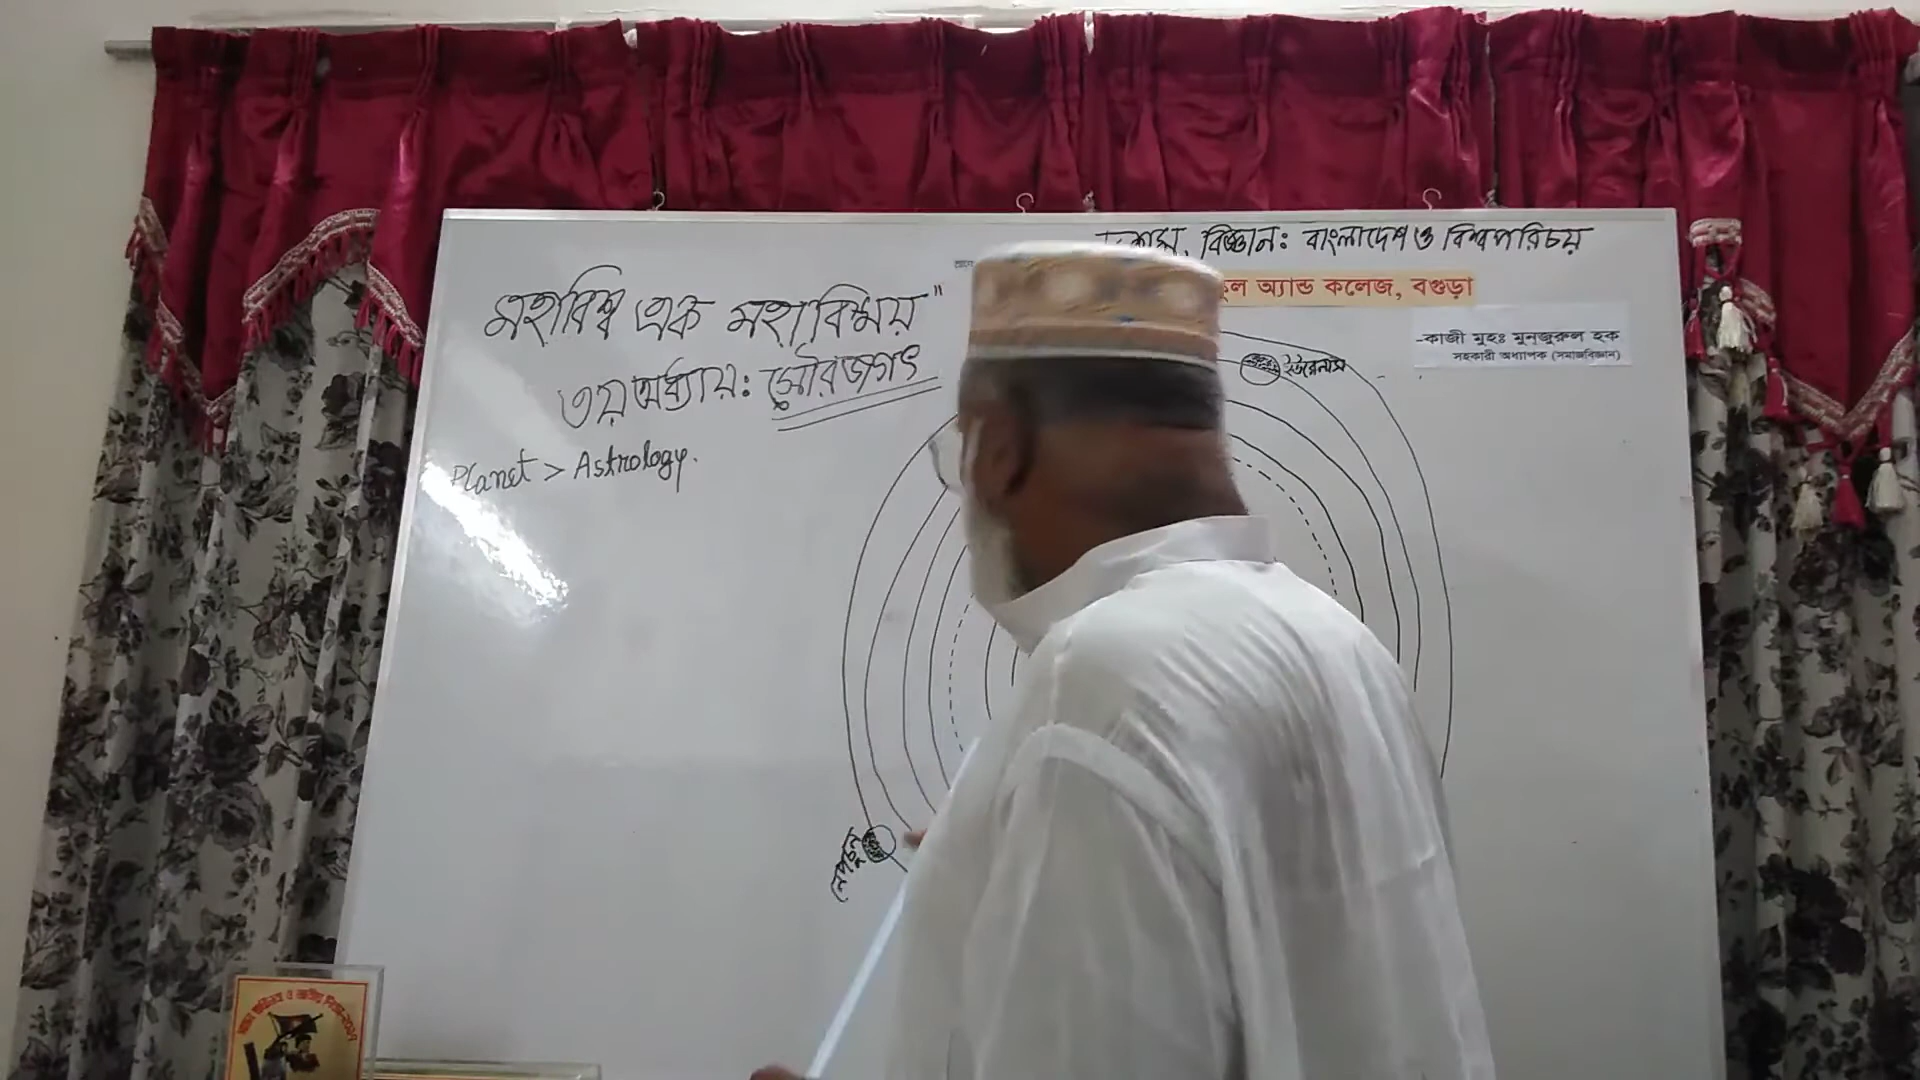 বিজ্ঞান: বাংলাদেশ ও বিশ্বপরিচয়
মহাবিশ্ব এক মহাবিস্ময়"
অ্যান্ড কলেজ, বগুড়া
-কাজী মুহঃ মুনজুরুল হক
সহকারী অধ্যাপক (সমাজবিজ্ঞান)
৩য় অধ্যায়: সৌরজগৎ
ইউরেনাস
Planet > Astrology.
নেপচুন